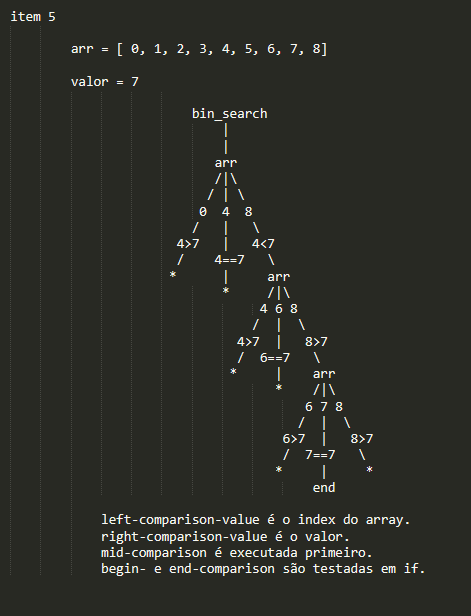 item 5
arr = [ 0, 1, 2, 3, 4, 5, 6, 7, 8]
valor = 7
bin_search
|
|
arr
/|\
/ | \
0 4 8
/ | \
4>7 | 4<7
/ 4==7 \
* | arr
* /|\
4 6 8
/ | \
4>7 | 8>7
/ 6==7 \
* | arr
* /|\
6 7 8
/ | \
6>7 | 8>7
/ 7==7 \
* | *
end
left-comparison-value é o index do array.
right-comparison-value é o valor.
mid-comparison é executada primeiro.
begin- e end-comparison são testadas em if.